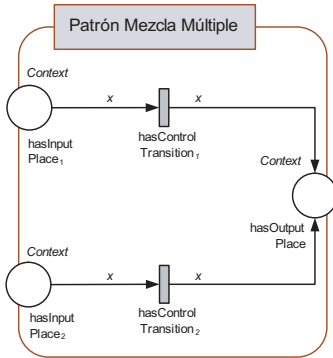 Patrón Mezcla Múltiple
Context
x
x
hasInput
Place1
hasControl
Transition1
Context
hasOutput
Place
Context
x
x
hasInput
Place2
hasControl
Transition2